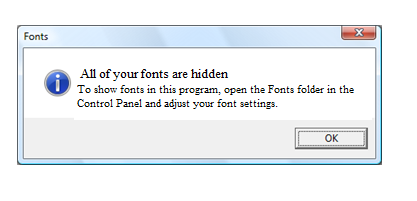 Fonts
All of your fonts are hidden
To show fonts in this program, open the Fonts folder in the
Control Panel and adjust your font settings.
OK